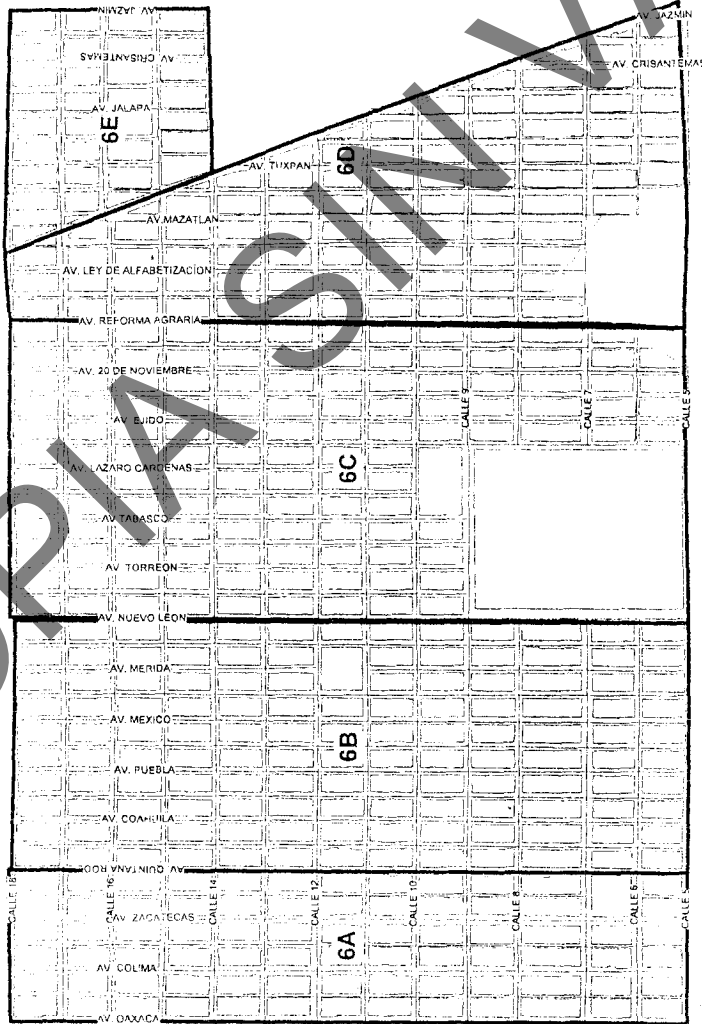 AV. JAZMIN
AV. JAZMIN
AV. CRISANTEMAS
AV. CRISANTEMAS
AV. JALAPA
6E
AV. TUXPAN
6D
AV. MAZATLAN
AV. LEY DE ALFABETIZACION
AV. REFORMA AGRARIA
AV. 20 DE NOVIEMBRE
CALLE 9
CALLE 7
CALLE 5
AV. EJIDO
AV. LAZARO CARDENAS
6C
AV. TABASCO
AV. TORREON
AV. NUEVO LEON
AV. MERIDA
AV. MEXICO
6B
AV. PUEBLA
AV. COAHUILA
AV. QUINTANA ROO
CALLE 18
CALLE 16
CALLE 14
CALLE 12
CALLE 10
CALLE 8
CALLE 6
CALLE
AV. ZACATECAS
6A
AV. COLIMA
AV. OAXACA
OPIA SIN VA